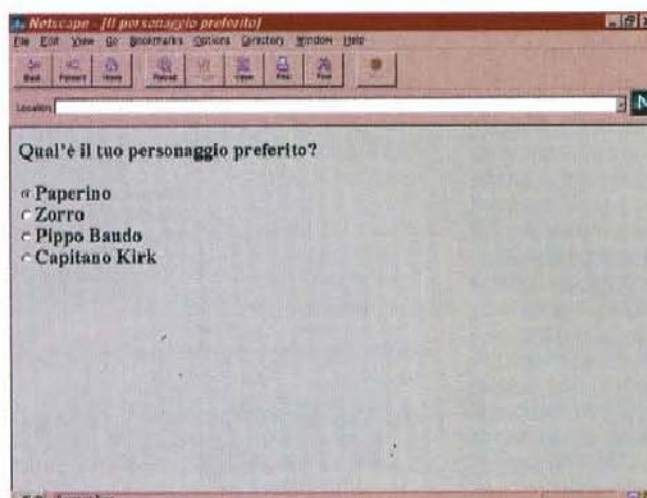 Netscape - [Il personaggio preferito]
File Edit View Go Bookmarks Options Directory Window Help
Back Forward Home Reload Open Print Find
Location:
Qual'è il tuo personaggio preferito?
Paperino
Zorro
Pippo Baudo
Capitano Kirk